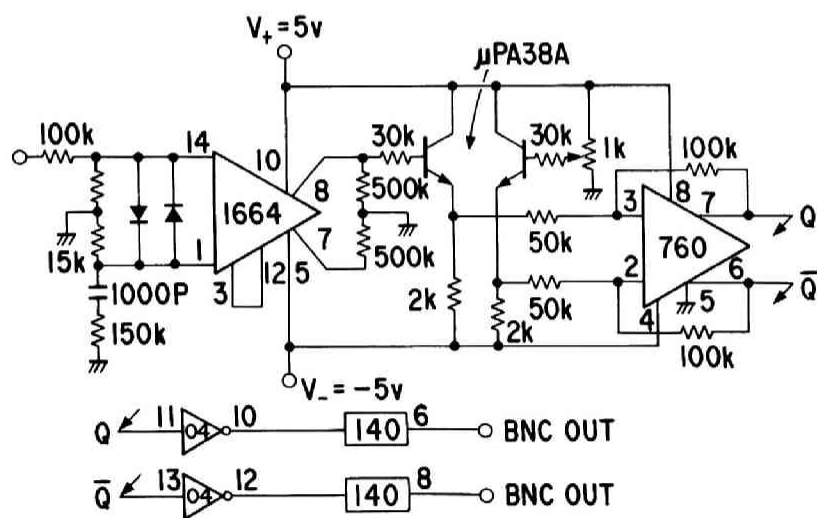 V+ = 5v
μPA38A
100k
14
10
30k
30k
1k
100k
8
500k
1664
3
8
7
Q
15k
1
7
50k
760
12
5
500k
2
6
Q̄
3
1000P
2k
50k
5
4
150k
2k
100k
V- = -5v
Q
11
04
10
140
6
BNC OUT
Q̄
13
04
12
140
8
BNC OUT